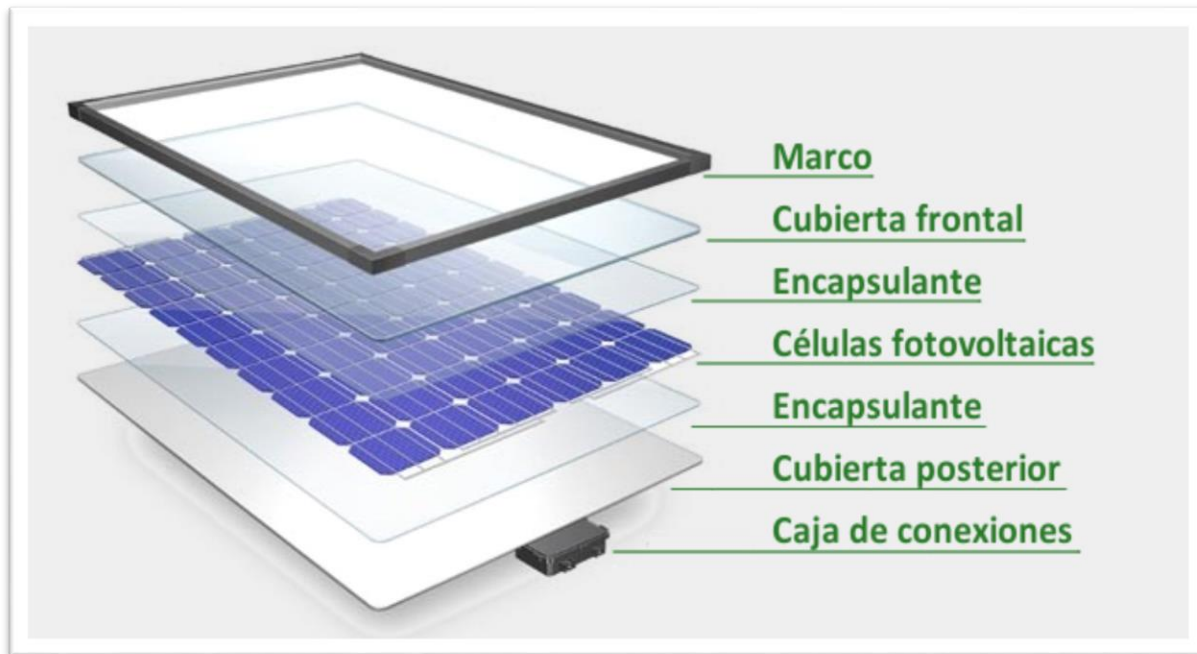 Marco
Cubierta frontal
Encapsulante
Células fotovoltaicas
Encapsulante
Cubierta posterior
Caja de conexiones